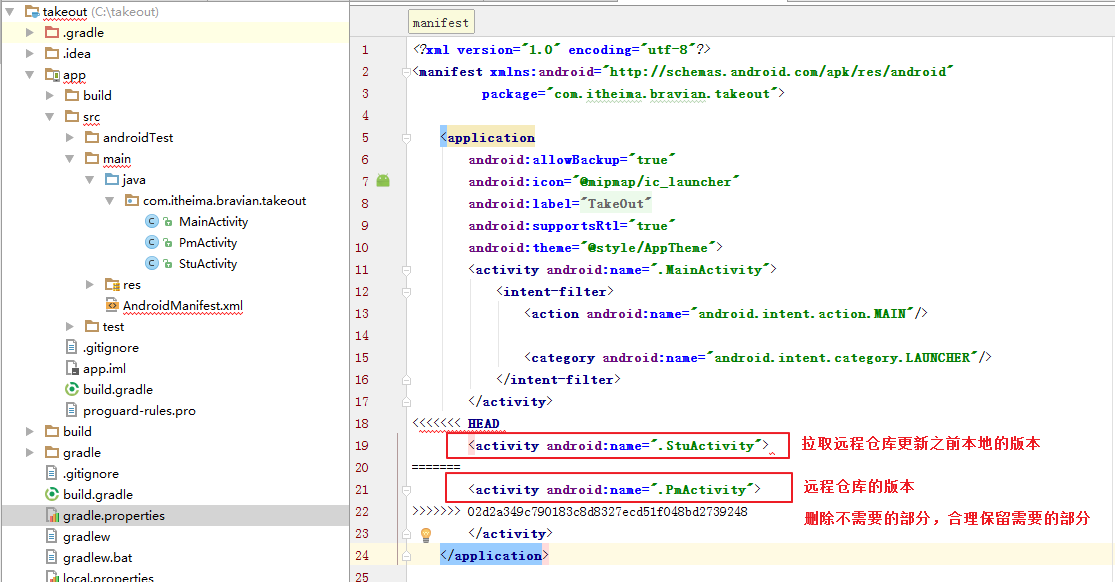 takeout (C:\takeout)
.gradle
.idea
app
build
src
androidTest
main
java
com.itheima.bravian.takeout
MainActivity
PmActivity
StuActivity
res
AndroidManifest.xml
test
.gitignore
app.iml
build.gradle
proguard-rules.pro
build
gradle
.gitignore
build.gradle
gradle.properties
gradlew
gradlew.bat
local.properties
manifest
1 <?xml version="1.0" encoding="utf-8"?>
2 <manifest xmlns:android="http://schemas.android.com/apk/res/android"
3 package="com.itheima.bravian.takeout">
4
5 <application
6 android:allowBackup="true"
7 android:icon="@mipmap/ic_launcher"
8 android:label="TakeOut"
9 android:supportsRtl="true"
10 android:theme="@style/AppTheme">
11 <activity android:name=".MainActivity">
12 <intent-filter>
13 <action android:name="android.intent.action.MAIN"/>
14
15 <category android:name="android.intent.category.LAUNCHER"/>
16 </intent-filter>
17 </activity>
18 <<<<<<< HEAD
19 <activity android:name=".StuActivity"> 拉取远程仓库更新之前本地的版本
20 =======
21 <activity android:name=".PmActivity"> 远程仓库的版本
22 >>>>>>> 02d2a349c790183c8d8327ecd51f048bd2739248 删除不需要的部分，合理保留需要的部分
23 </activity>
24 </application>
25